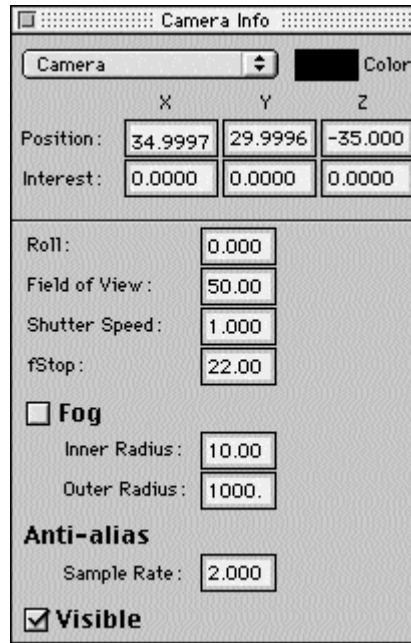 Camera Info
Camera Color
X Y Z
Position: 34.9997 29.9996 -35.000
Interest: 0.0000 0.0000 0.0000
Roll: 0.000
Field of View: 50.00
Shutter Speed: 1.000
fStop: 22.00
Fog
Inner Radius: 10.00
Outer Radius: 1000.
Anti-alias
Sample Rate: 2.000
Visible